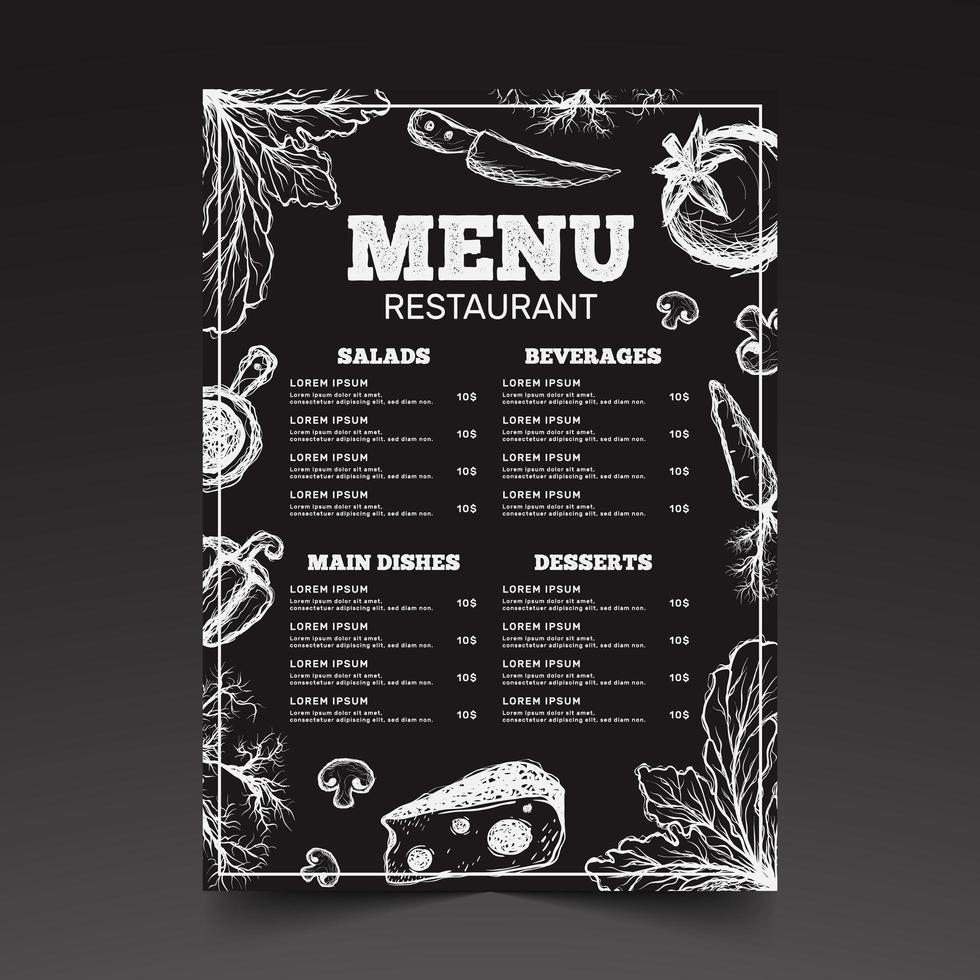 MENU
RESTAURANT
SALADS
LOREM IPSUM
Lorem ipsum dolor sit amet,
consectetuer adipiscing elit, sed diam non.
10$
LOREM IPSUM
Lorem ipsum dolor sit amet,
consectetuer adipiscing elit, sed diam non.
10$
LOREM IPSUM
Lorem ipsum dolor sit amet,
consectetuer adipiscing elit, sed diam non.
10$
LOREM IPSUM
Lorem ipsum dolor sit amet,
consectetuer adipiscing elit, sed diam non.
10$
BEVERAGES
LOREM IPSUM
Lorem ipsum dolor sit amet,
consectetuer adipiscing elit, sed diam non.
10$
LOREM IPSUM
Lorem ipsum dolor sit amet,
consectetuer adipiscing elit, sed diam non.
10$
LOREM IPSUM
Lorem ipsum dolor sit amet,
consectetuer adipiscing elit, sed diam non.
10$
LOREM IPSUM
Lorem ipsum dolor sit amet,
consectetuer adipiscing elit, sed diam non.
10$
MAIN DISHES
LOREM IPSUM
Lorem ipsum dolor sit amet,
consectetuer adipiscing elit, sed diam non.
10$
LOREM IPSUM
Lorem ipsum dolor sit amet,
consectetuer adipiscing elit, sed diam non.
10$
LOREM IPSUM
Lorem ipsum dolor sit amet,
consectetuer adipiscing elit, sed diam non.
10$
LOREM IPSUM
Lorem ipsum dolor sit amet,
consectetuer adipiscing elit, sed diam non.
10$
DESSERTS
LOREM IPSUM
Lorem ipsum dolor sit amet,
consectetuer adipiscing elit, sed diam non.
10$
LOREM IPSUM
Lorem ipsum dolor sit amet,
consectetuer adipiscing elit, sed diam non.
10$
LOREM IPSUM
Lorem ipsum dolor sit amet,
consectetuer adipiscing elit, sed diam non.
10$
LOREM IPSUM
Lorem ipsum dolor sit amet,
consectetuer adipiscing elit, sed diam non.
10$